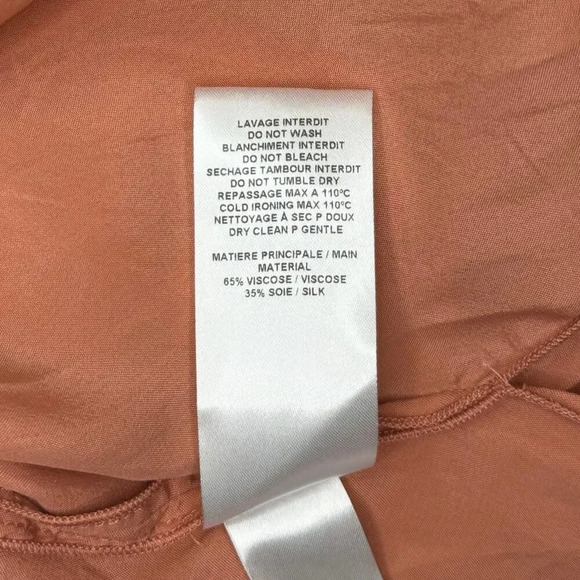 LAVAGE INTERDIT
DO NOT WASH
BLANCHIMENT INTERDIT
DO NOT BLEACH
SECHAGE TAMBOUR INTERDIT
DO NOT TUMBLE DRY
REPASSAGE MAX A 110°C
COLD IRONING MAX 110°C
NETTOYAGE À SEC P DOUX
DRY CLEAN P GENTLE
MATIERE PRINCIPALE / MAIN
MATERIAL
65% VISCOSE / VISCOSE
35% SOIE / SILK